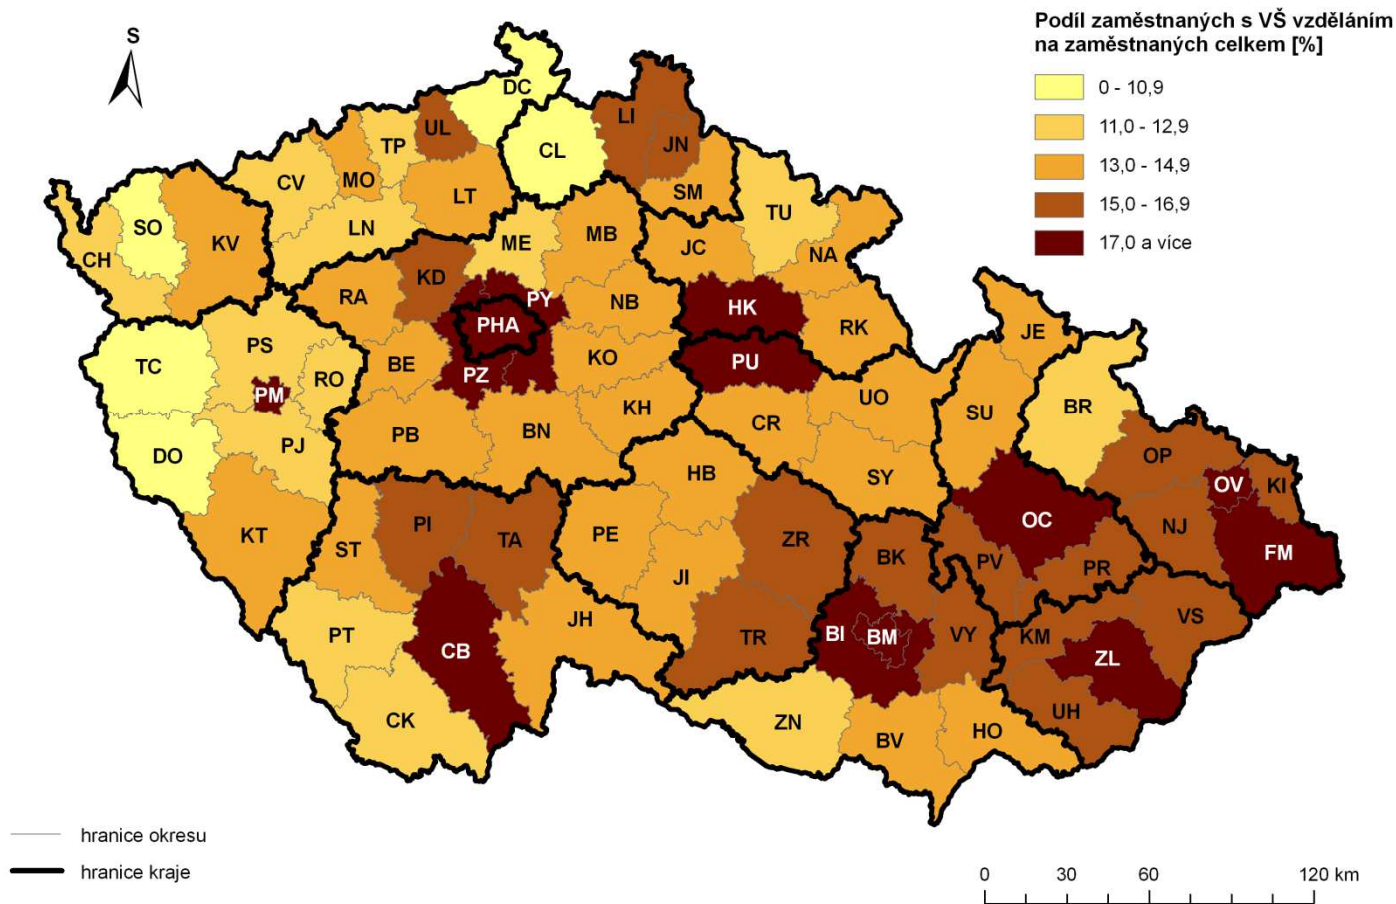 Podíl zaměstnaných s VŠ vzděláním
na zaměstnaných celkem [%]
0 - 10,9
11,0 - 12,9
13,0 - 14,9
15,0 - 16,9
17,0 a více
S
DC
LI
UL
TP
JN
CL
CV
MO
SM
LT
TU
SO
LN
ME
MB
JC
KV
NA
CH
KD
RA
PY
NB
HK
RK
PHA
JE
PS
KO
TC
BE
RO
PZ
PU
PM
UO
BR
SU
KH
CR
PB
BN
PJ
DO
OP
HB
SY
OV
KI
OC
PI
NJ
KT
ST
TA
PE
ZR
FM
BK
PV
PR
JI
VS
JH
PT
TR
BI
BM
VY
KM
CB
ZL
UH
CK
ZN
BV
HO
hranice okresu
hranice kraje
0 30 60 120 km